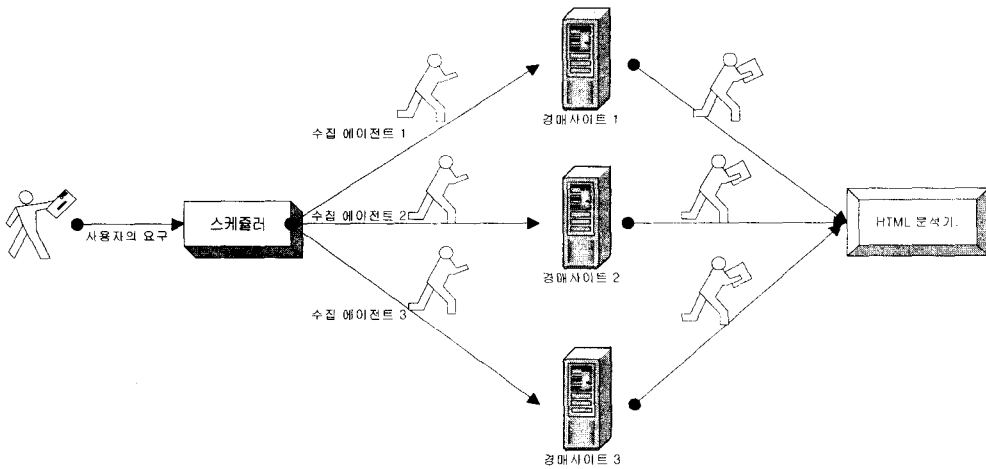 사용자의 요구
스케줄러
수집 에이전트 1
수집 에이전트 2
수집 에이전트 3
경매사이트 1
경매사이트 2
경매사이트 3
HTML 분석기.